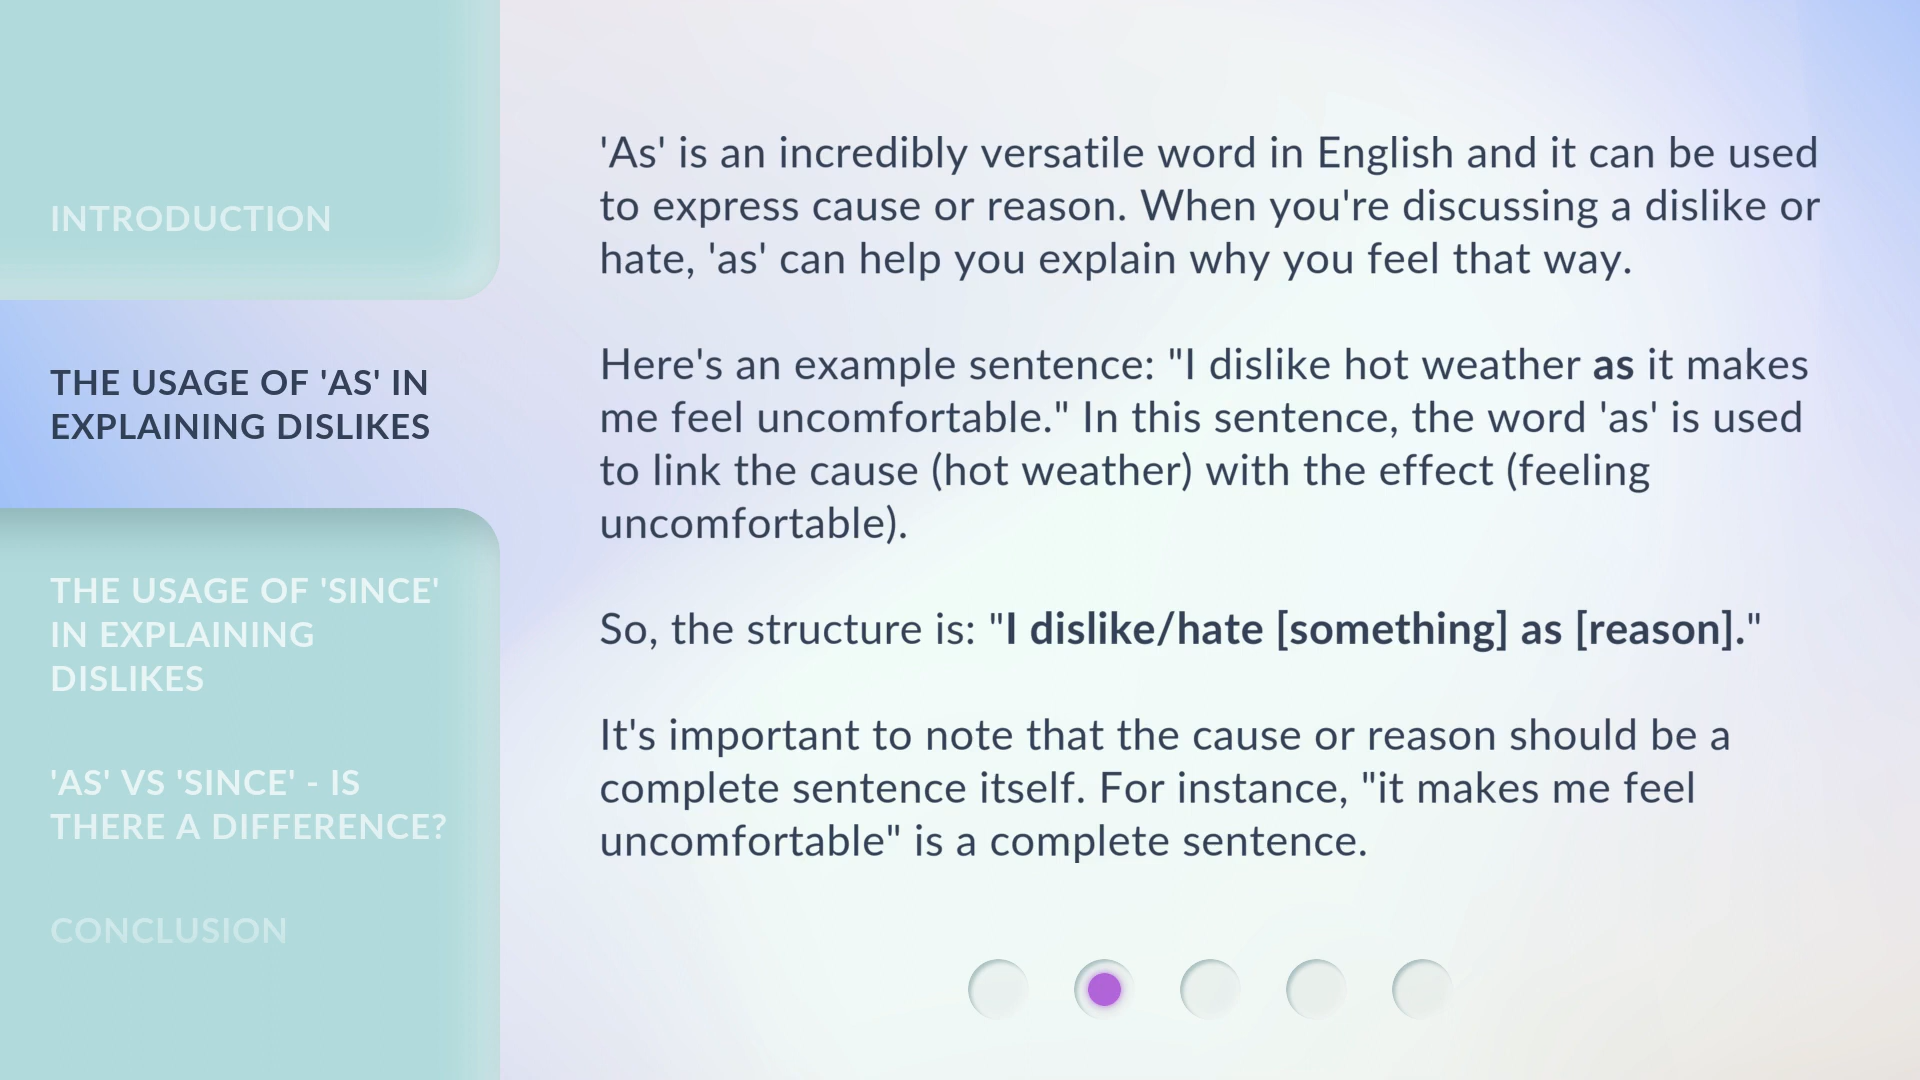 INTRODUCTION
THE USAGE OF 'AS' IN
EXPLAINING DISLIKES
THE USAGE OF 'SINCE'
IN EXPLAINING
DISLIKES
'AS' VS 'SINCE' - IS
THERE A DIFFERENCE?
CONCLUSION
'As' is an incredibly versatile word in English and it can be used
to express cause or reason. When you're discussing a dislike or
hate, 'as' can help you explain why you feel that way.
Here's an example sentence: "I dislike hot weather as it makes
me feel uncomfortable." In this sentence, the word 'as' is used
to link the cause (hot weather) with the effect (feeling
uncomfortable).
So, the structure is: "I dislike/hate [something] as [reason]."
It's important to note that the cause or reason should be a
complete sentence itself. For instance, "it makes me feel
uncomfortable" is a complete sentence.